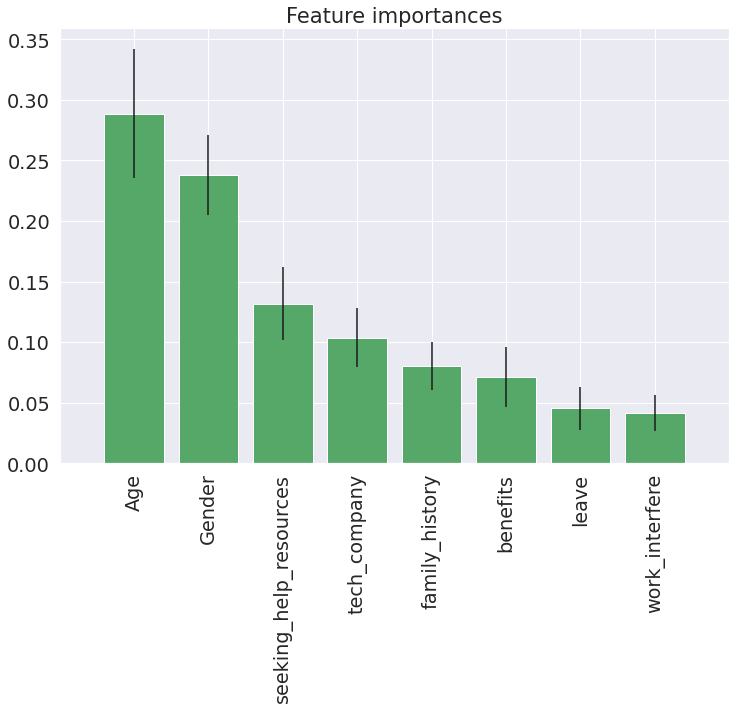 Feature importances
0.35
0.30
0.25
0.20
0.15
0.10
0.05
0.00
Age
Gender
seeking_help_resources
tech_company
family_history
benefits
leave
work_interfere